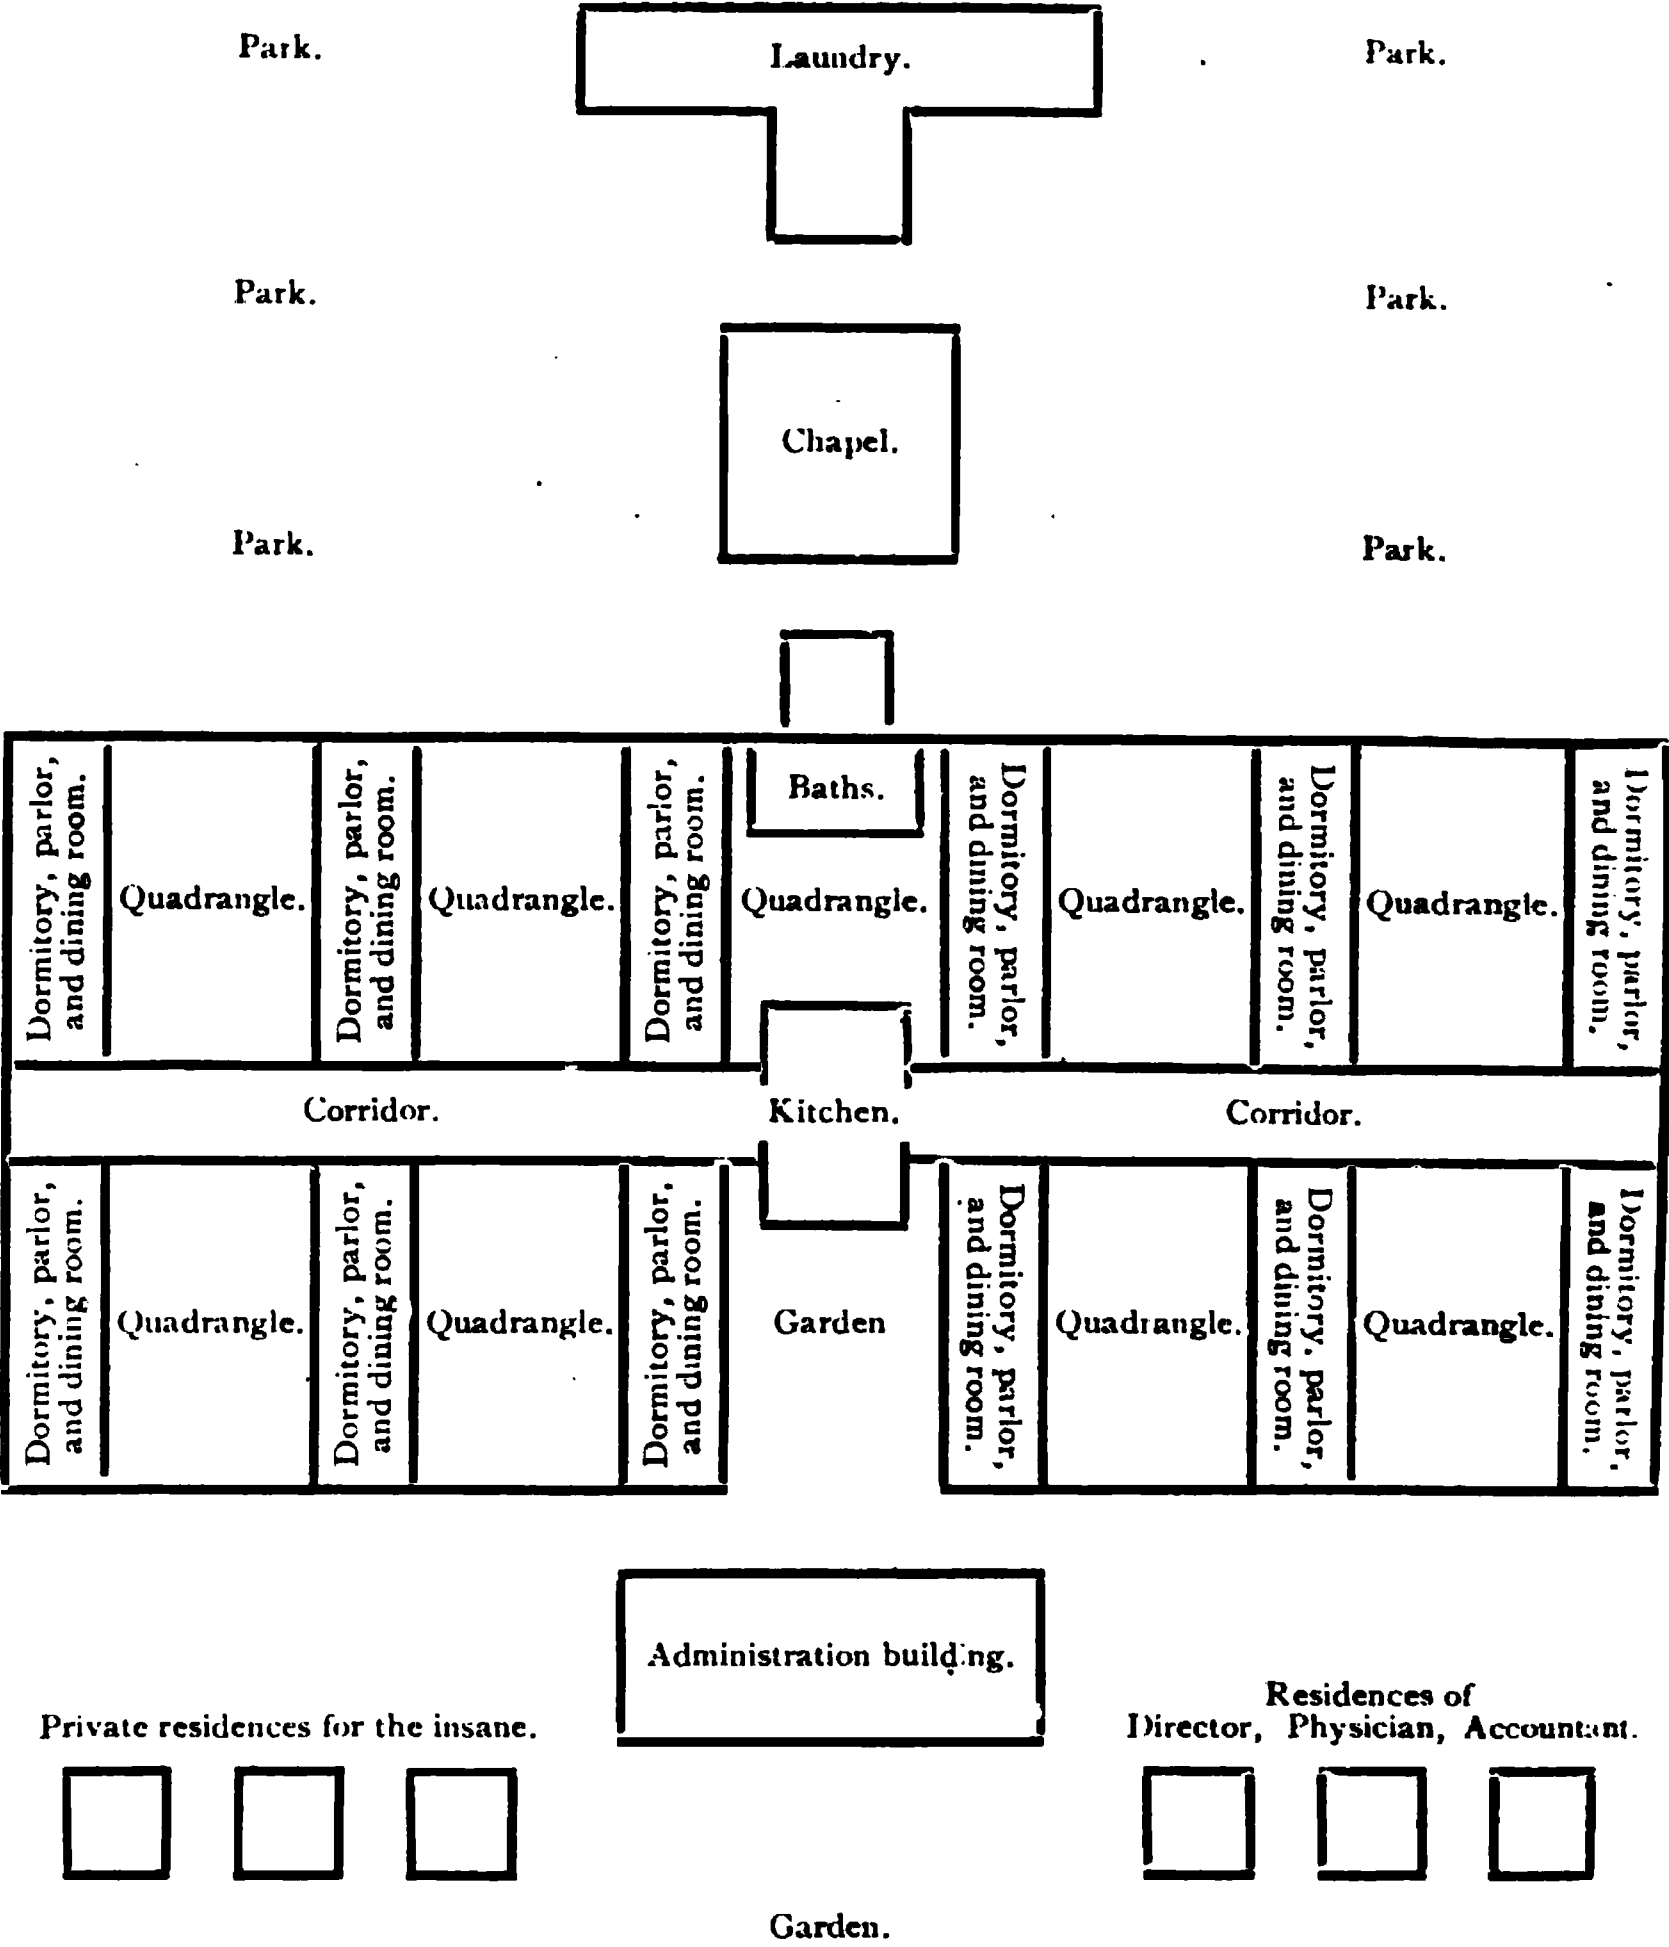 Park.
Laundry.
Park.
Park.
Park.
Chapel.
Park.
Park.
Dormitory, parlor,
and dining room.
Quadrangle.
Dormitory, parlor,
and dining room.
Quadrangle.
Dormitory, parlor,
and dining room.
Baths.
Quadrangle.
Dormitory, parlor,
and dining room.
Quadrangle.
Dormitory, parlor,
and dining room.
Quadrangle.
Dormitory, parlor,
and dining room.
Corridor.
Kitchen.
Corridor.
Dormitory, parlor,
and dining room.
Quadrangle.
Dormitory, parlor,
and dining room.
Quadrangle.
Dormitory, parlor,
and dining room.
Garden
Dormitory, parlor,
and dining room.
Quadrangle.
Dormitory, parlor,
and dining room.
Quadrangle.
Dormitory, parlor,
and dining room.
Administration building.
Private residences for the insane.
Residences of
Director, Physician, Accountant.
Garden.